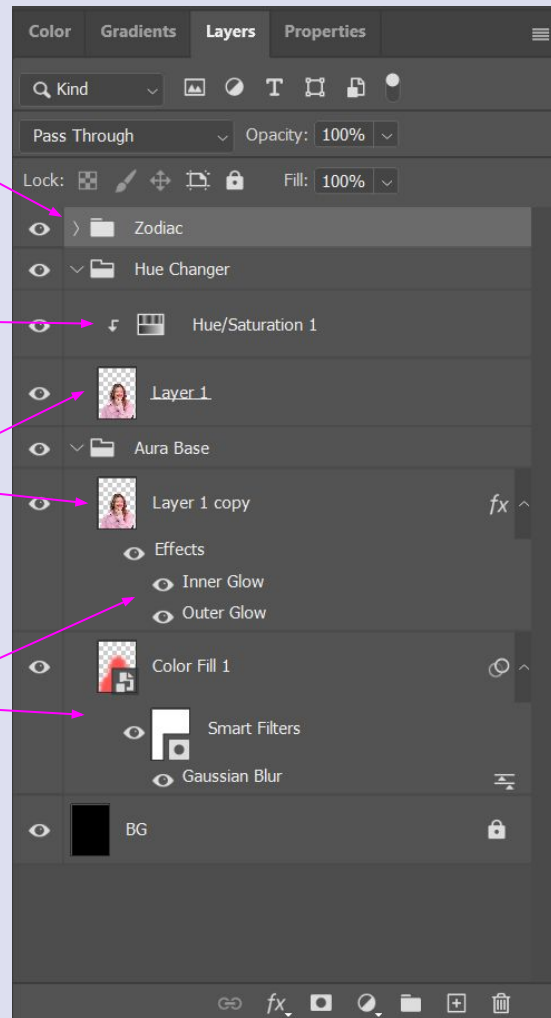 Color Gradients Layers Properties
Kind
Pass Through Opacity: 100%
Lock: Fill: 100%
Zodiac
Hue Changer
Hue/Saturation 1
Layer 1
Aura Base
Layer 1 copy fx
Effects
Inner Glow
Outer Glow
Color Fill 1
Smart Filters
Gaussian Blur
BG
fx